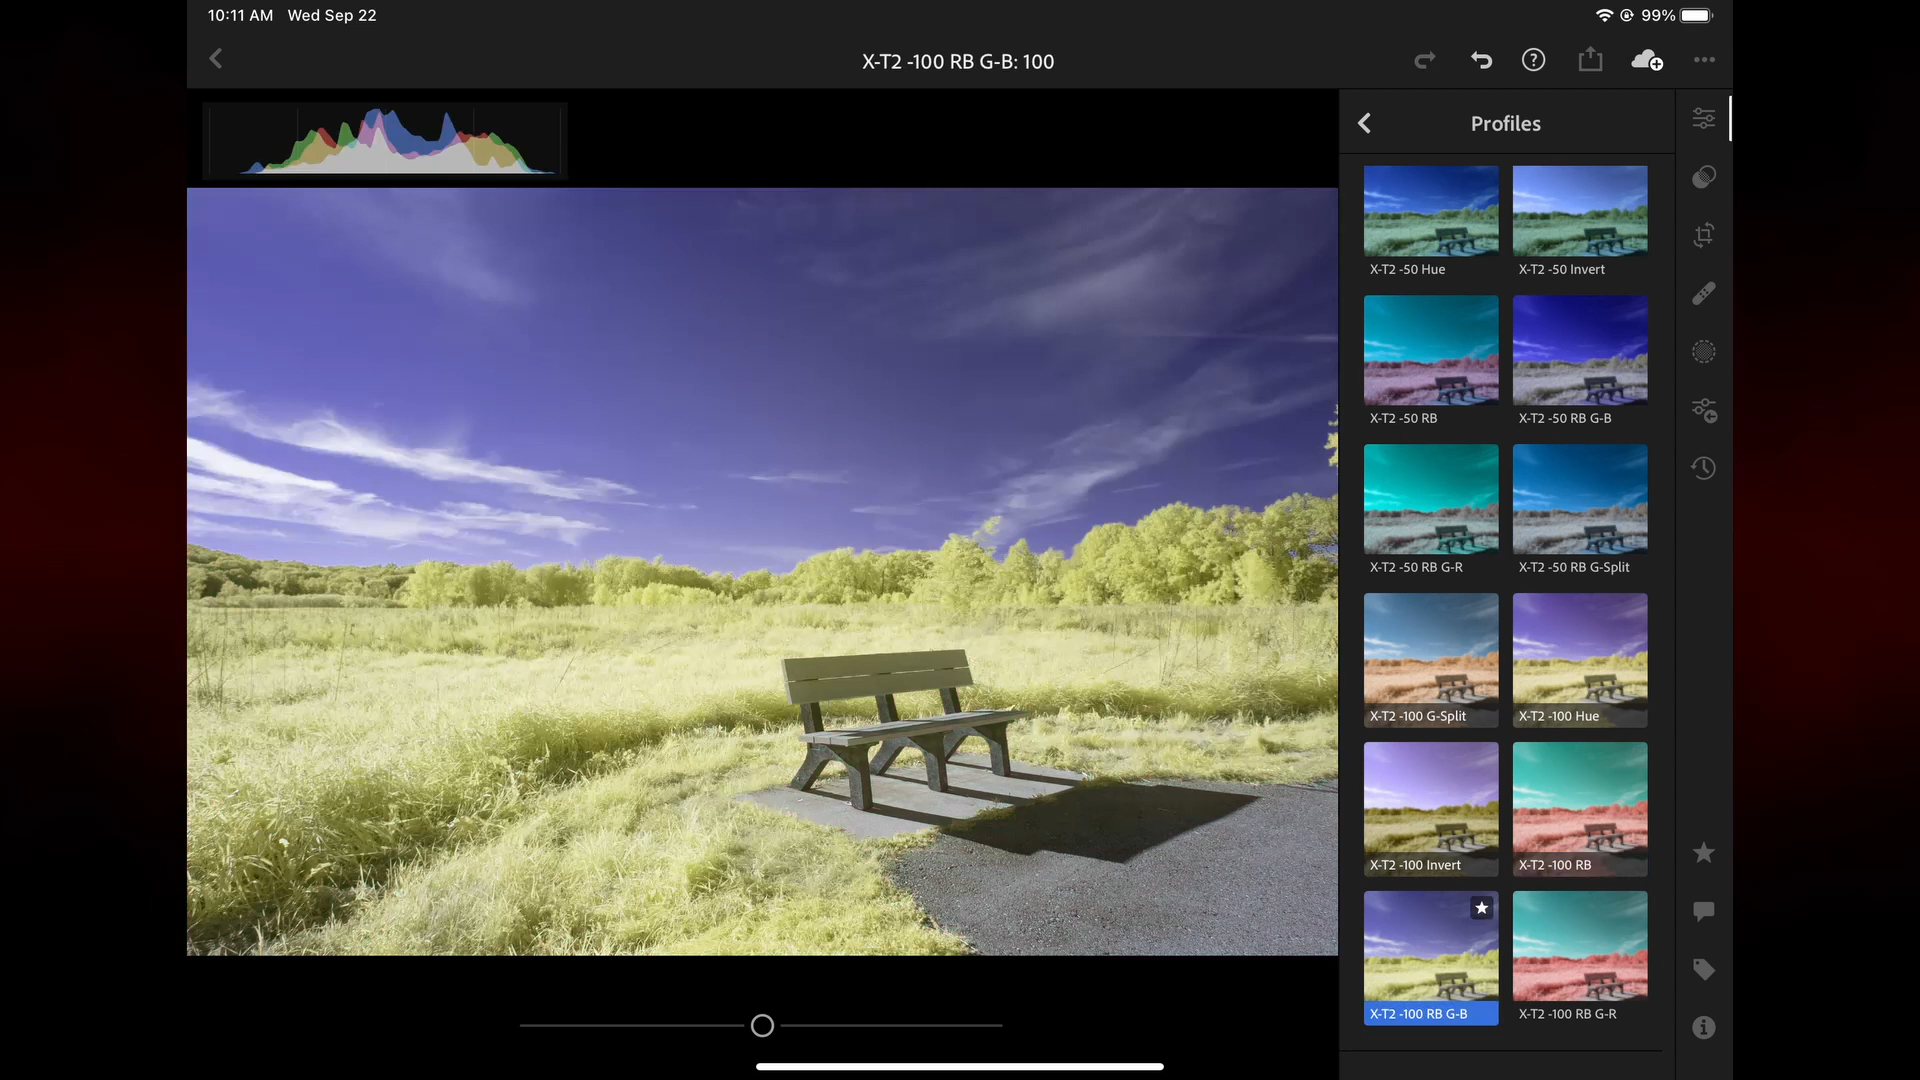 10:11 AM Wed Sep 22
99%
X-T2 -100 RB G-B: 100
Profiles
X-T2 -50 Hue
X-T2 -50 Invert
X-T2 -50 RB
X-T2 -50 RB G-B
X-T2 -50 RB G-R
X-T2 -50 RB G-Split
X-T2 -100 G-Split
X-T2 -100 Hue
X-T2 -100 Invert
X-T2 -100 RB
X-T2 -100 RB G-B
X-T2 -100 RB G-R